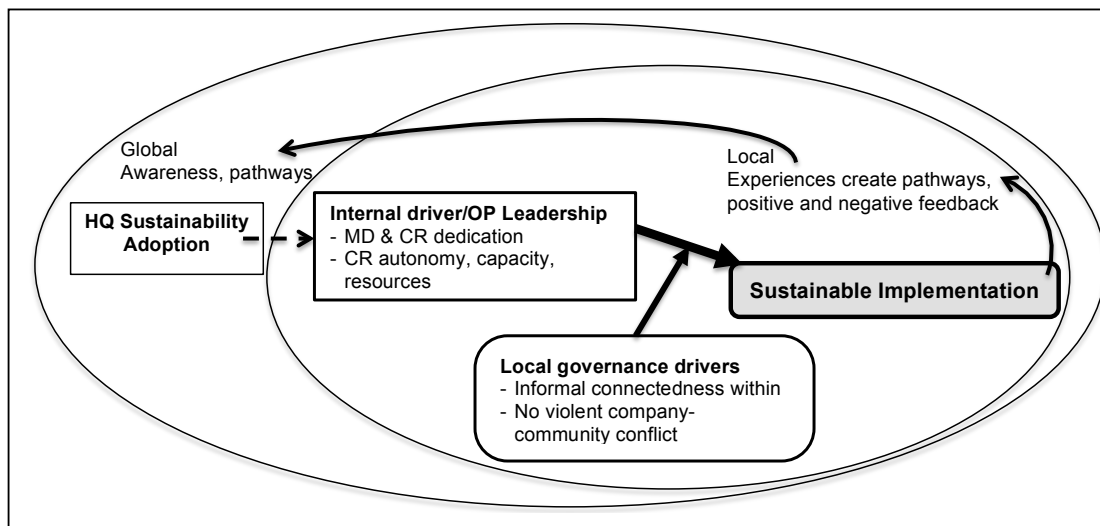 Global
Awareness, pathways
Local
Experiences create pathways,
positive and negative feedback
HQ Sustainability
Adoption
Internal driver/OP Leadership
- MD & CR dedication
- CR autonomy, capacity,
resources
Sustainable Implementation
Local governance drivers
- Informal connectedness within
- No violent company-
community conflict